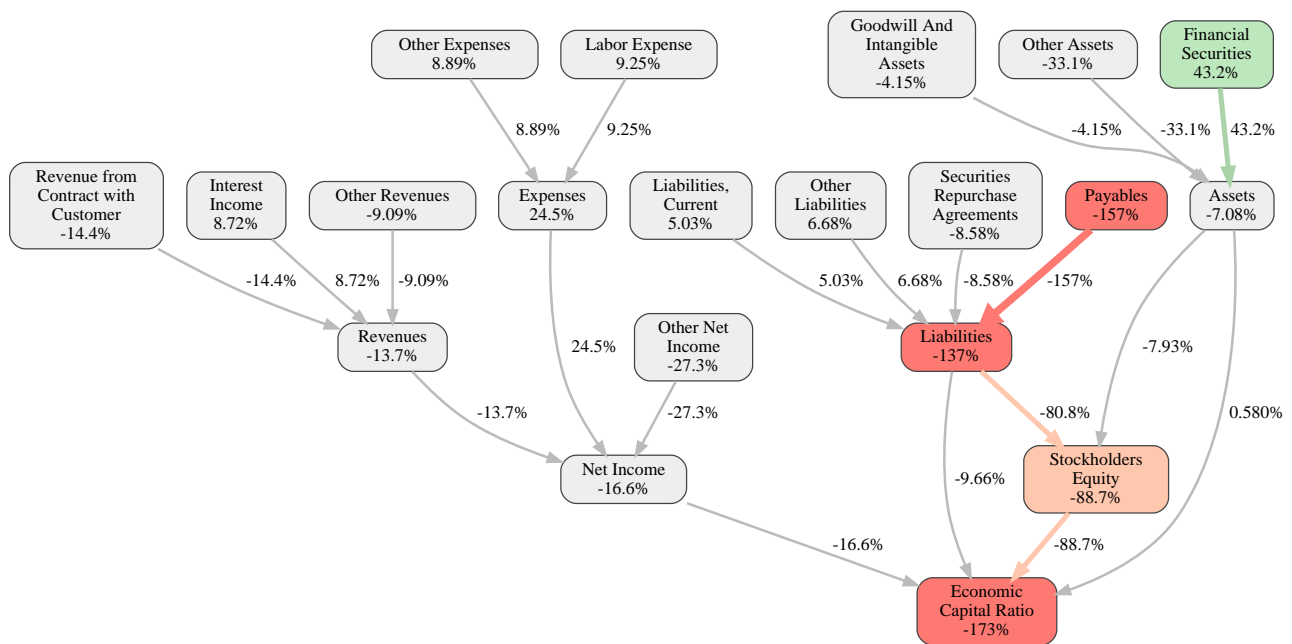 Goodwill And
Intangible
Assets
-4.15%
Other Assets
-33.1%
Financial
Securities
43.2%
Other Expenses
8.89%
Labor Expense
9.25%
8.89%
9.25%
-4.15%
-33.1%
43.2%
Revenue from
Contract with
Customer
-14.4%
Interest
Income
8.72%
Other Revenues
-9.09%
Expenses
24.5%
Liabilities,
Current
5.03%
Other
Liabilities
6.68%
Securities
Repurchase
Agreements
-8.58%
Payables
-157%
Assets
-7.08%
-14.4%
8.72%
-9.09%
5.03%
6.68%
-8.58%
-157%
Revenues
-13.7%
24.5%
Other Net
Income
-27.3%
Liabilities
-137%
-7.93%
-13.7%
-27.3%
-80.8%
0.580%
Net Income
-16.6%
-9.66%
Stockholders
Equity
-88.7%
-16.6%
-88.7%
Economic
Capital Ratio
-173%